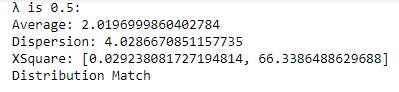 λ is 0.5:
Average: 2.0196999860402784
Dispersion: 4.0286670851157735
XSquare: [0.029238081727194814, 66.3386488629688]
Distribution Match